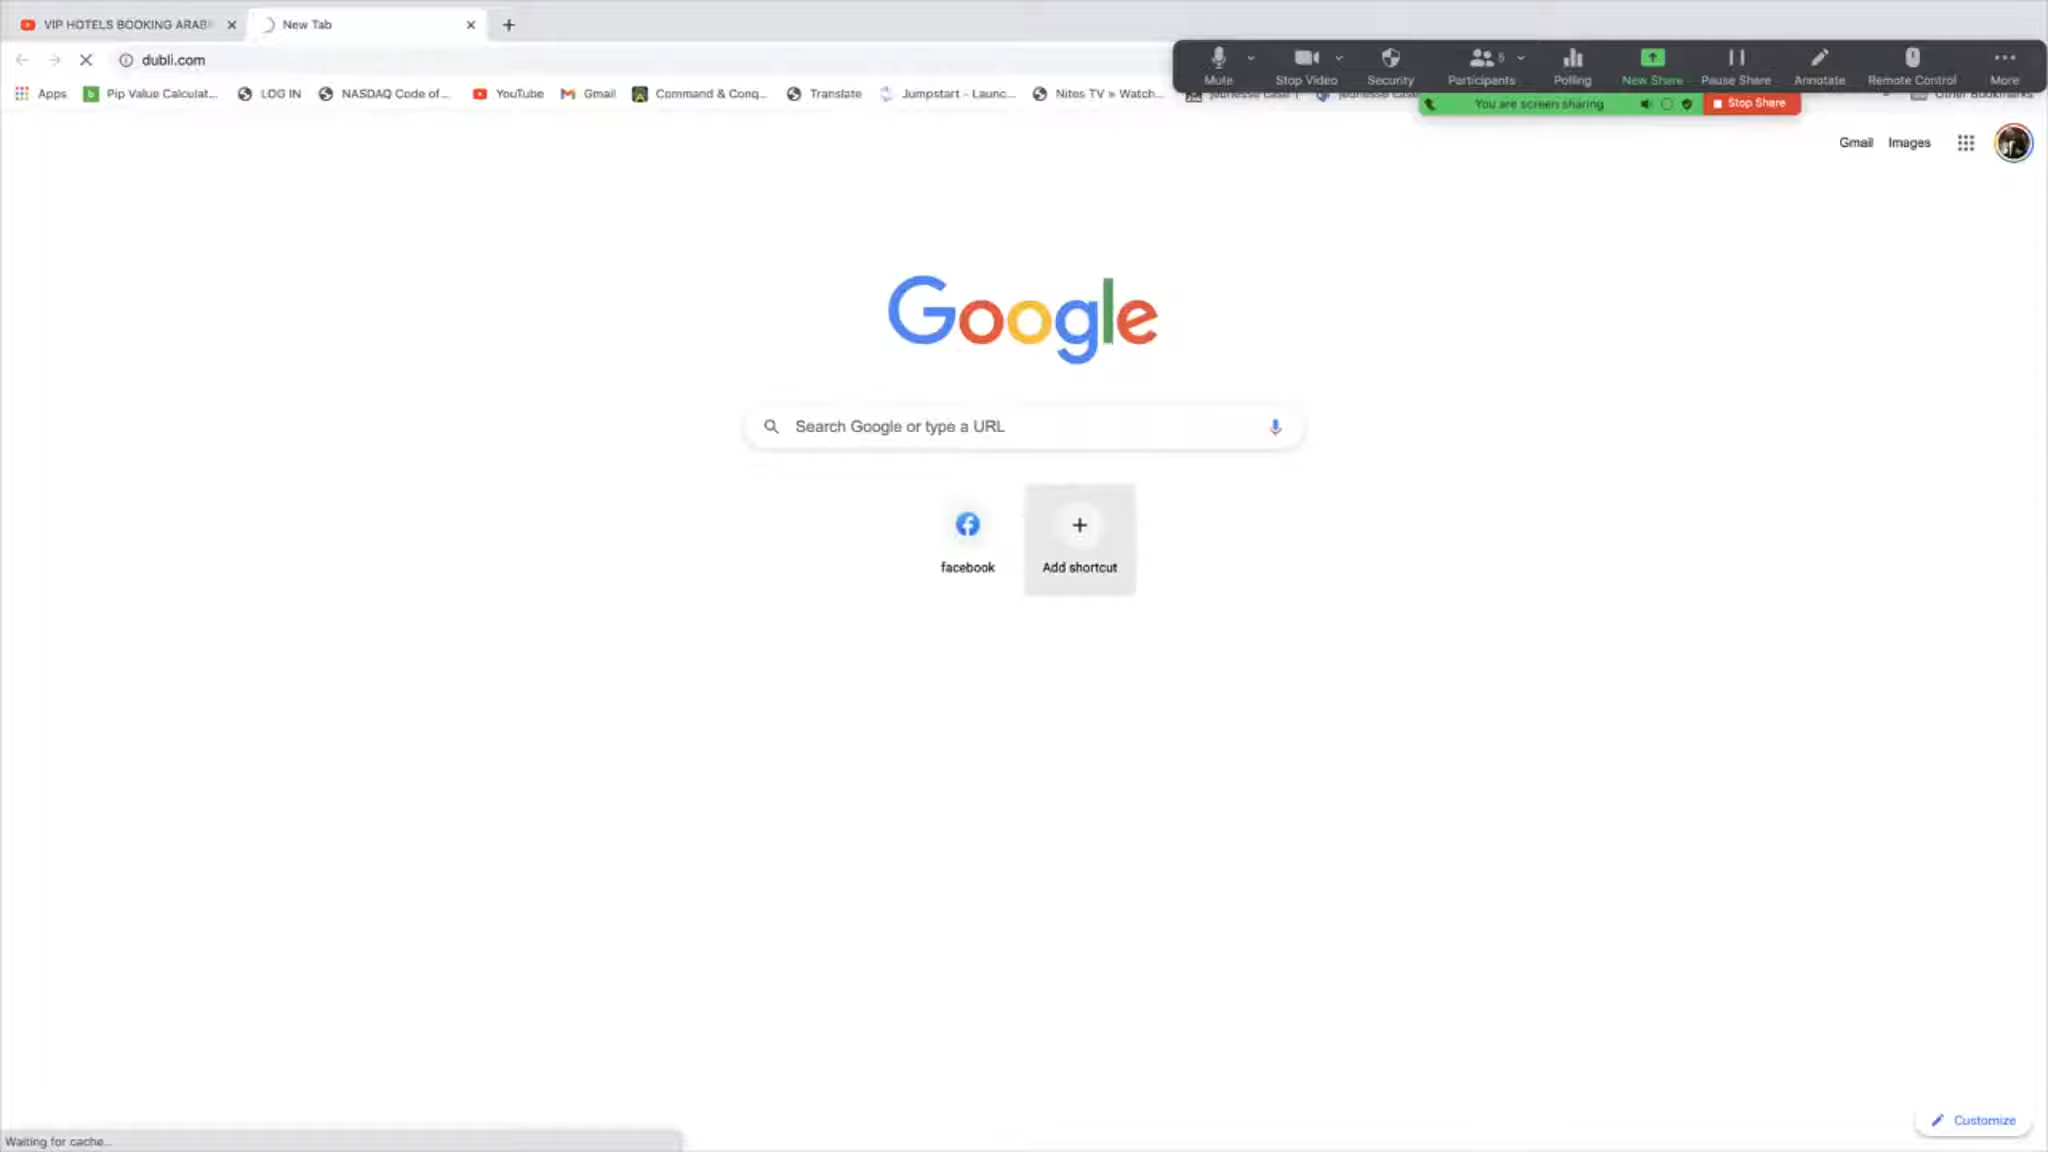 VIP HOTELS BOOKING ARAB
New Tab
dubli.com
Mute
Stop Video
Security
Participants 5
Polling
New Share
Pause Share
Annotate
Remote Control
More
Apps
Pip Value Calculat...
LOG IN
NASDAQ Code of...
YouTube
Gmail
Command & Conq...
Translate
Jumpstart - Launc...
Nites TV » Watch...
Other Bookmarks
You are screen sharing
Stop Share
Gmail
Images
Google
Search Google or type a URL
facebook
Add shortcut
Customize
Waiting for cache...